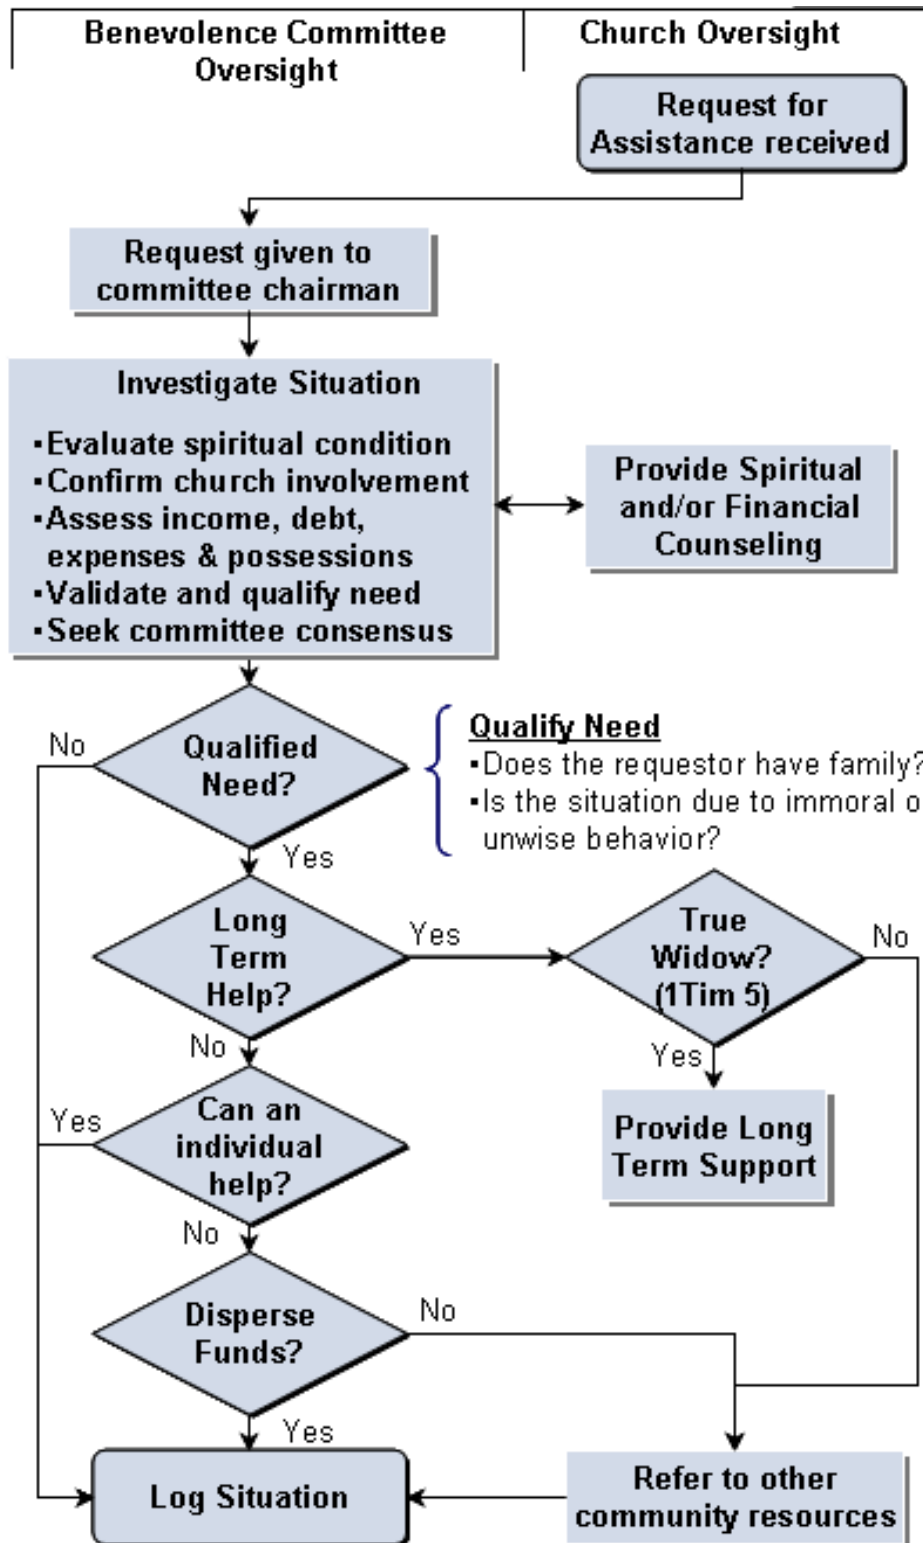 Benevolence Committee
Oversight
Church Oversight
Request for
Assistance received
Request given to
committee chairman
Investigate Situation
▪Evaluate spiritual condition
▪Confirm church involvement
▪Assess income, debt,
expenses & possessions
▪Validate and qualify need
▪Seek committee consensus
Provide Spiritual
and/or Financial
Counseling
No
Qualified
Need?
Qualify Need
▪Does the requestor have family?
▪Is the situation due to immoral o
unwise behavior?
Yes
Long
Term
Help?
Yes
True
Widow?
(1Tim 5)
No
No
Yes
Yes
Can an
individual
help?
Provide Long
Term Support
No
Disperse
Funds?
No
Yes
Log Situation
Refer to other
community resources